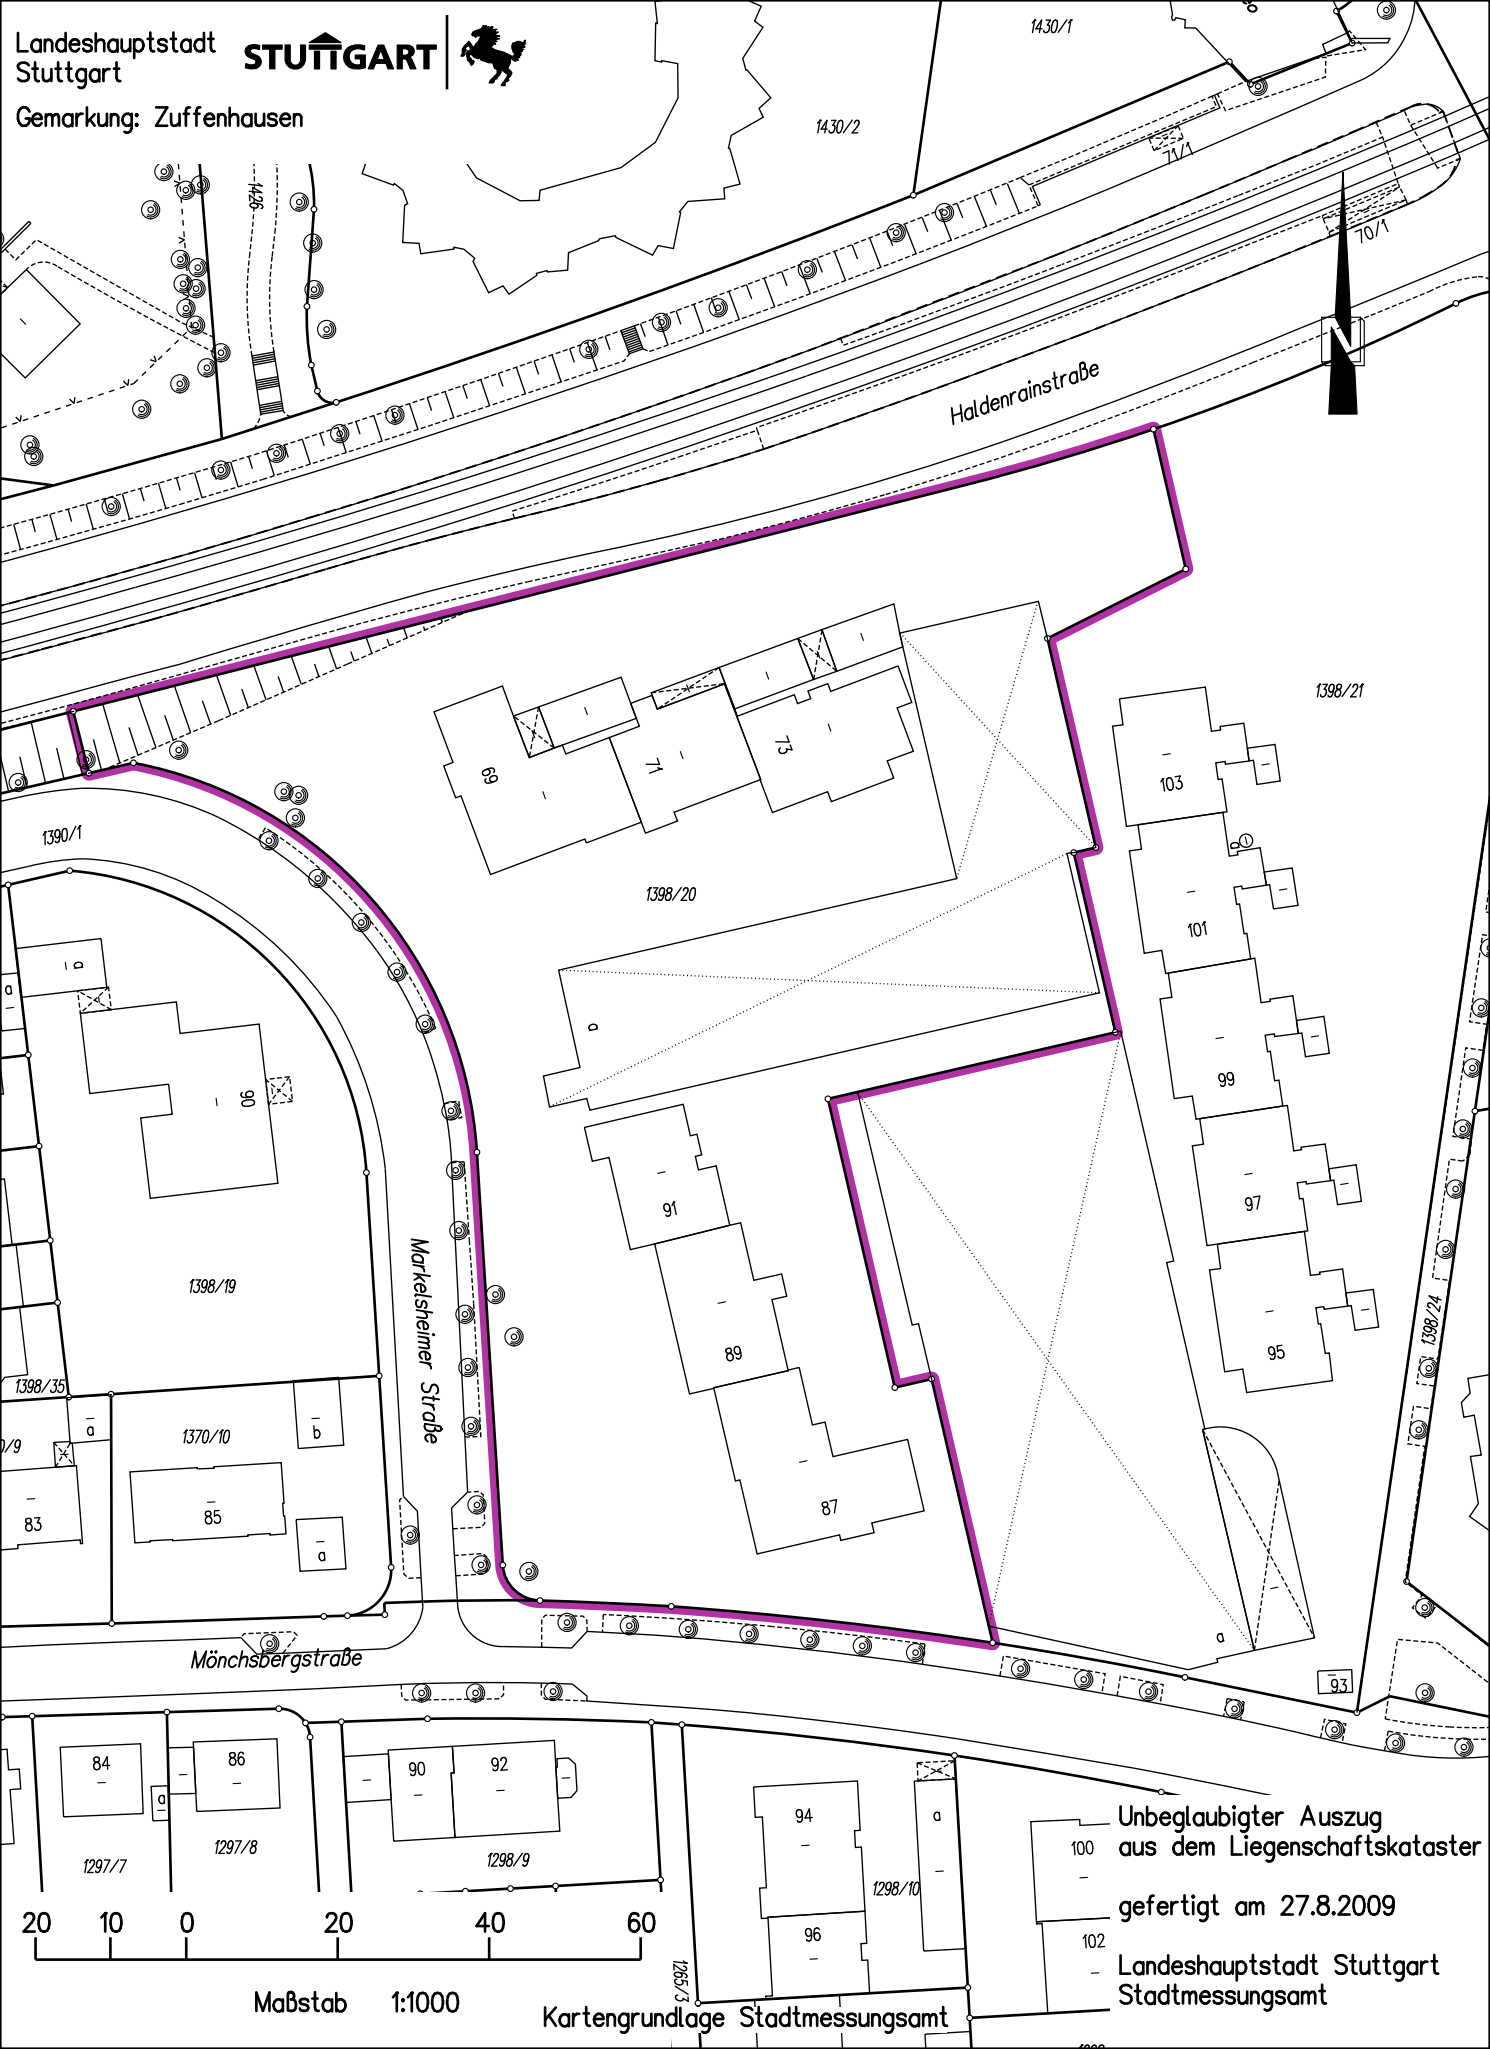 Landeshauptstadt
Stuttgart
STUTTGART
Gemarkung: Zuffenhausen
1430/1
1430/2
71/1
70/1
1426
N
Haldenrainstraße
1398/21
69
71
73
103
1390/1
1398/20
101
a
a
a
a
99
90
91
97
1398/19
Markelsheimer Straße
89
95
1398/24
1398/35
a
b
1370/10
83
85
87
a
a
Mönchsbergstraße
93
84
86
90
92
a
94
a
1297/7
1297/8
1298/9
1298/10
96
100
102
1265/3
Unbeglaubigter Auszug
aus dem Liegenschaftskataster
gefertigt am 27.8.2009
Landeshauptstadt Stuttgart
Stadtmessungsamt
20 10 0 20 40 60
Maßstab 1:1000
Kartengrundlage Stadtmessungsamt